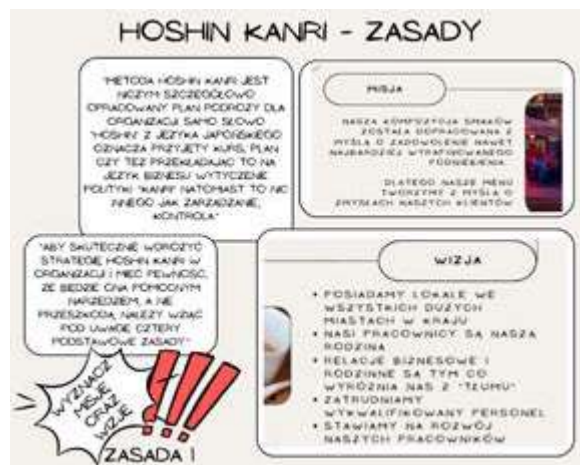 HOSHIN KANRI - ZASADY
"METODA HOSHIN KANRI JEST
NICZYM SZCZEGÓŁOWO
OPRACOWANY PLAN PODRÓŻY DLA
ORGANIZACJI SAMO SŁOWO
"HOSHIN" Z JĘZYKA JAPOŃSKIEGO
OZNACZA PRZYJĘTY KURS, PLAN
CZY TEŻ PRZEKŁADAJĄC TO NA
JĘZYK BIZNESU WYTYCZENIE
POLITYKI "KANRI" NATOMIAST TO NIC
INNEGO JAK ZARZĄDZANIE,
KONTROLA"
MISJA
NASZA KOMPOZYCJA SMAKÓW
ZOSTAŁA DOPRACOWANA Z
MYŚLĄ O ZADOWOLENIE NAWET
NAJBARDZIEJ WYRAFINOWANEGO
PODNIEBIENIA.
DLATEGO NASZE MENU
TWORZYMY Z MYŚLĄ O
ZMYSŁACH NASZYCH KLIENTÓW
"ABY SKUTECZNIE WDROŻYĆ
STRATEGIĘ HOSHIN KANRI W
ORGANIZACJI I MIEĆ PEWNOŚĆ,
ŻE BĘDZIE ONA POMOCNYM
NARZĘDZIEM, A NIE
PRZESZKODĄ, NALEŻY WZIĄĆ
POD UWAGĘ CZTERY
PODSTAWOWE ZASADY"
WIZJA
• POSIADAMY LOKALE WE
WSZYSTKICH DUŻYCH
MIASTACH W KRAJU
• NASI PRACOWNICY SĄ NASZĄ
RODZINĄ
• RELACJE BIZNESOWE I
RODZINNE SĄ TYM CO
WYRÓŻNIA NAS Z "TŁUMU"
• ZATRUDNIAMY
WYKWALIFIKOWANY PERSONEL
• STAWIAMY NA ROZWÓJ
NASZYCH PRACOWNIKÓW
WYZNACZ
MISJĘ
ORAZ
WIZJĘ
ZASADA 1